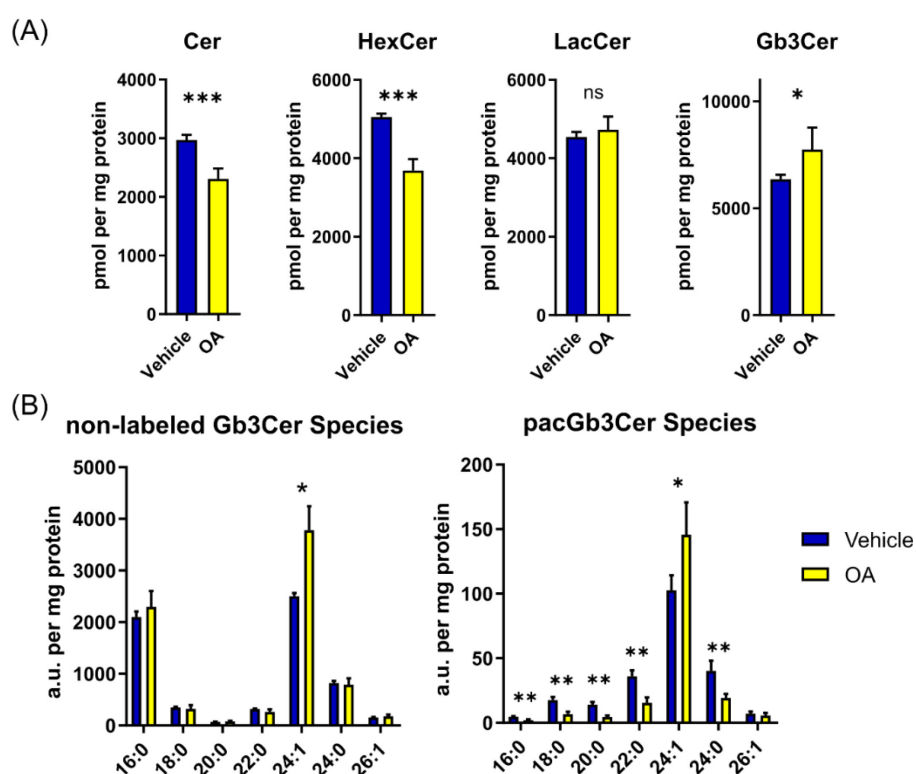 (A)
Cer
HexCer
LacCer
Gb3Cer
pmol per mg protein
4000
3000
2000
1000
0
***
Vehicle
OA
pmol per mg protein
6000
4000
2000
0
***
Vehicle
OA
pmol per mg protein
6000
4000
2000
0
ns
Vehicle
OA
pmol per mg protein
10000
5000
0
*
Vehicle
OA
(B)
non-labeled Gb3Cer Species
a.u. per mg protein
5000
4000
3000
2000
1000
0
*
16:0
18:0
20:0
22:0
24:1
24:0
26:1
pacGb3Cer Species
a.u. per mg protein
200
150
100
50
0
**
**
**
**
*
**
16:0
18:0
20:0
22:0
24:1
24:0
26:1
Vehicle
OA